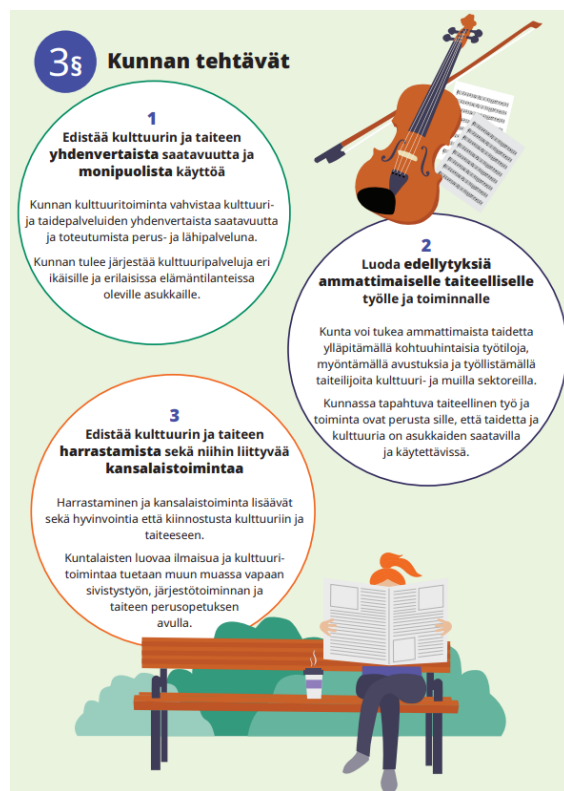 3§ Kunnan tehtävät
1
Edistää kulttuurin ja taiteen
yhdenvertaista saatavuutta ja
monipuolista käyttöä
Kunnan kulttuuritoiminta vahvistaa kulttuuri-
ja taidepalveluiden yhdenvertaista saatavuutta
ja toteutumista perus- ja lähipalveluna.
Kunnan tulee järjestää kulttuuripalveluja eri
ikäisille ja erilaisissa elämäntilanteissa
oleville asukkaille.
2
Luoda edellytyksiä
ammattimaiselle taiteelliselle
työlle ja toiminnalle
Kunta voi tukea ammattimaista taidetta
ylläpitämällä kohtuuhintaisia työtiloja,
myöntämällä avustuksia ja työllistämällä
taiteilijoita kulttuuri- ja muilla sektoreilla.
Kunnassa tapahtuva taiteellinen työ ja
toiminta ovat perusta sille, että taidetta ja
kulttuuria on asukkaiden saatavilla
ja käytettävissä.
3
Edistää kulttuurin ja taiteen
harrastamista sekä niihin liittyvää
kansalaistoimintaa
Harrastaminen ja kansalaistoiminta lisäävät
sekä hyvinvointia että kiinnostusta kulttuuriin ja
taiteeseen.
Kuntalaisten luovaa ilmaisua ja kulttuuri-
toimintaa tuetaan muun muassa vapaan
sivistystyön, järjestötoiminnan ja
taiteen perusopetuksen
avulla.